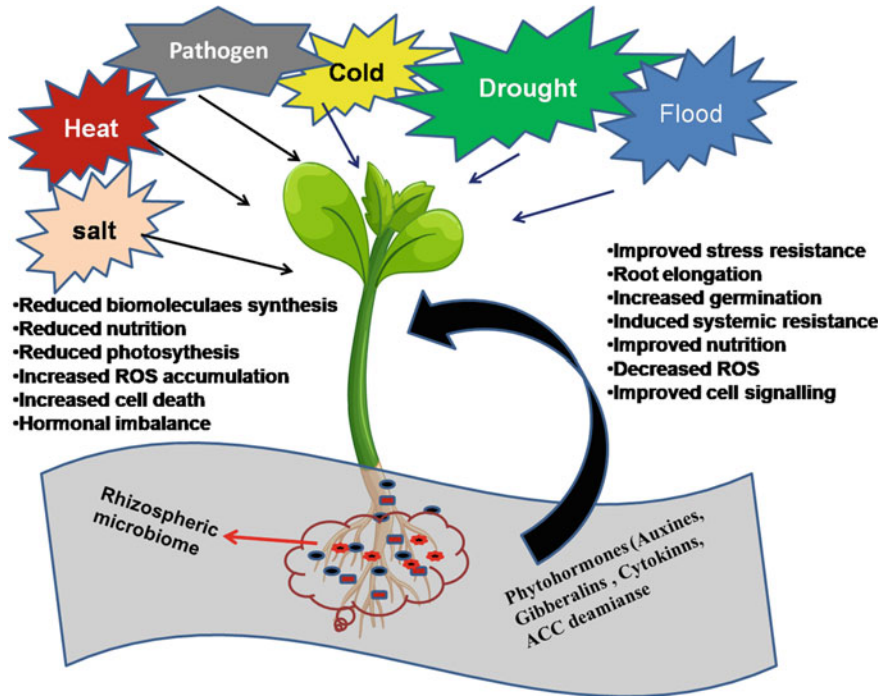 Pathogen
Cold
Drought
Heat
Flood
salt
•Reduced biomoleculaes synthesis
•Reduced nutrition
•Reduced photosythesis
•Increased ROS accumulation
•Increased cell death
•Hormonal imbalance
•Improved stress resistance
•Root elongation
•Increased germination
•Induced systemic resistance
•Improved nutrition
•Decreased ROS
•Improved cell signalling
Rhizospheric
microbiome
Phytohormones (Auxines,
Gibberalins , Cytokinns,
ACC deamianse